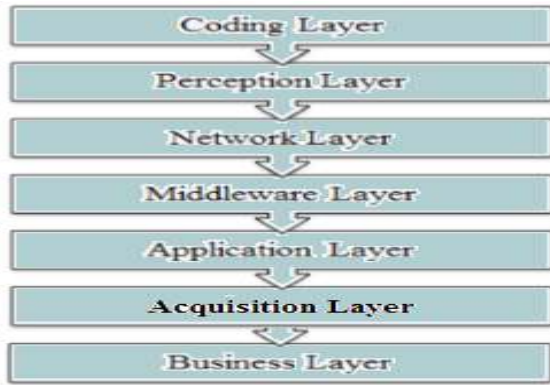 Coding Layer
Perception Layer
Network Layer
Middleware Layer
Application Layer
Acquisition Layer
Business Layer